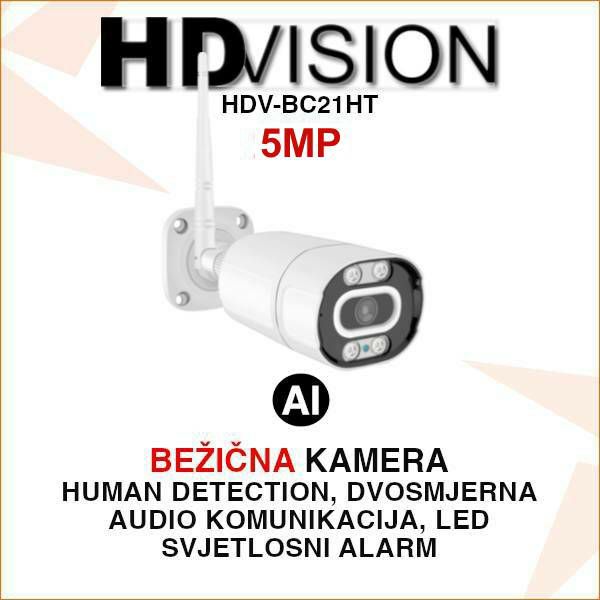 HDVISION
HDV-BC21HT
5MP
AI
BEŽIČNA KAMERA
HUMAN DETECTION, DVOSMJERNA
AUDIO KOMUNIKACIJA, LED
SVJETLOSNI ALARM